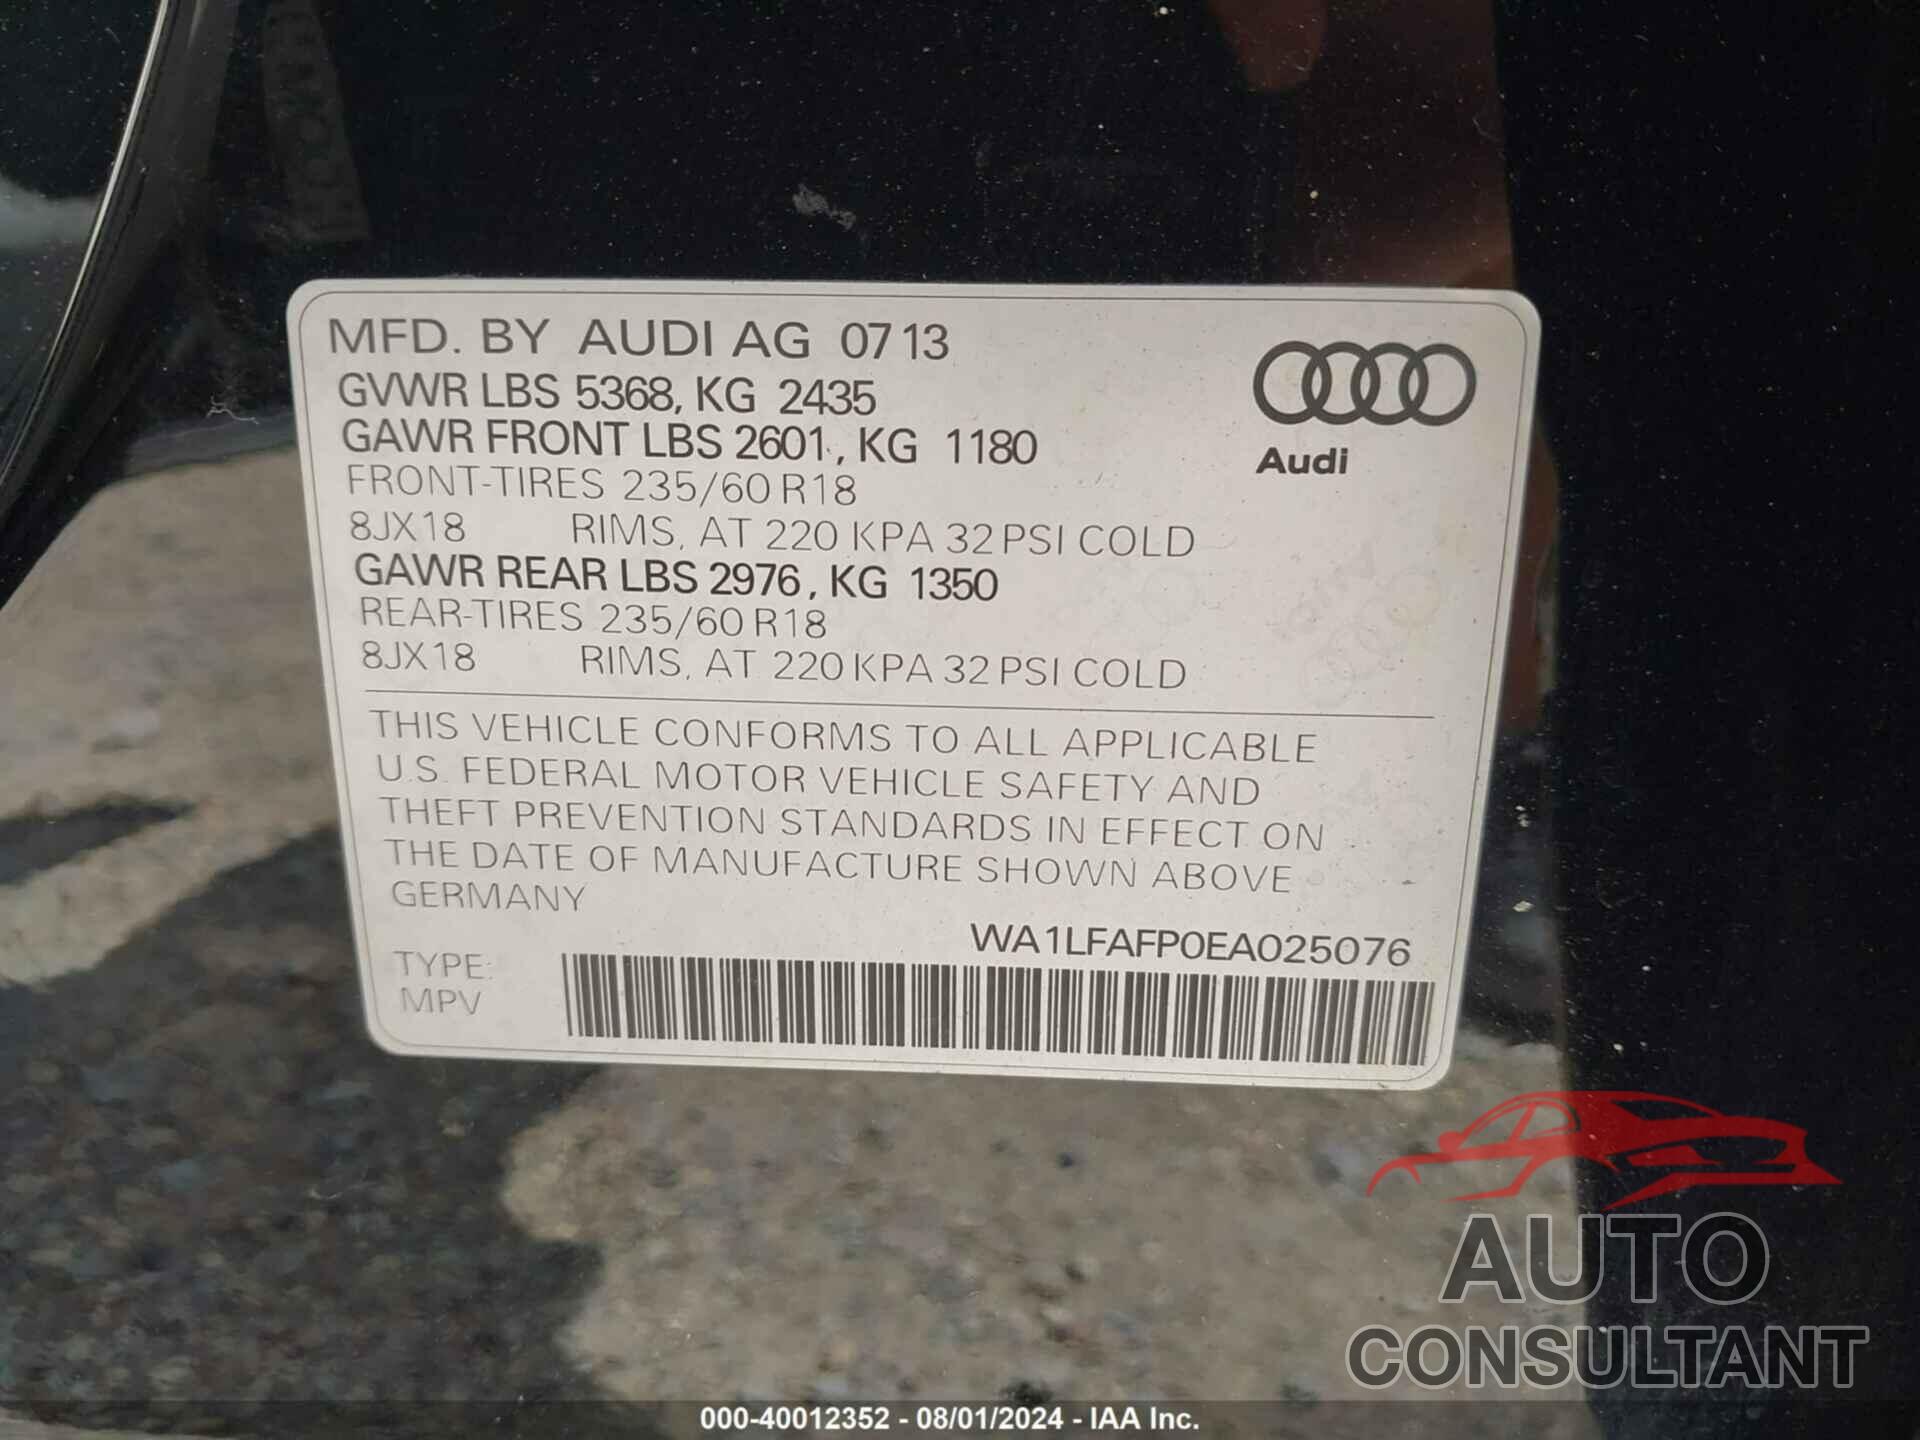 MFD. BY AUDI AG 07 13
GVWR LBS 5368, KG 2435
GAWR FRONT LBS 2601, KG 1180
FRONT-TIRES 235/60 R18
8JX18 RIMS, AT 220 KPA 32 PSI COLD
GAWR REAR LBS 2976, KG 1350
REAR-TIRES 235/60 R18
8JX18 RIMS, AT 220 KPA 32 PSI COLD
Audi
THIS VEHICLE CONFORMS TO ALL APPLICABLE
U.S. FEDERAL MOTOR VEHICLE SAFETY AND
THEFT PREVENTION STANDARDS IN EFFECT ON
THE DATE OF MANUFACTURE SHOWN ABOVE
GERMANY
WA1LFAFP0EA025076
TYPE:
MPV
AUTO
CONSULTANT
000-40012352 - 08/01/2024 - IAA Inc.